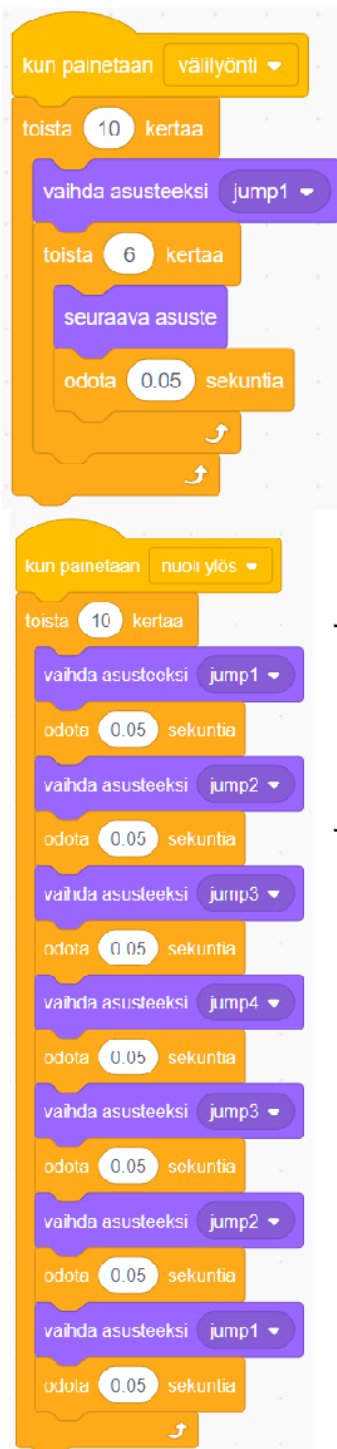 kun painetaan välilyönti
toista 10 kertaa
vaihda asusteeksi jump1
toista 6 kertaa
seuraava asuste
odota 0.05 sekuntia
kun painetaan nuoli ylös
toista 10 kertaa
vaihda asusteeksi jump1
odota 0.05 sekuntia
vaihda asusteeksi jump2
odota 0.05 sekuntia
vaihda asusteeksi jump3
odota 0.05 sekuntia
vaihda asusteeksi jump4
odota 0.05 sekuntia
vaihda asusteeksi jump3
odota 0.05 sekuntia
vaihda asusteeksi jump2
odota 0.05 sekuntia
vaihda asusteeksi jump1
odota 0.05 sekuntia